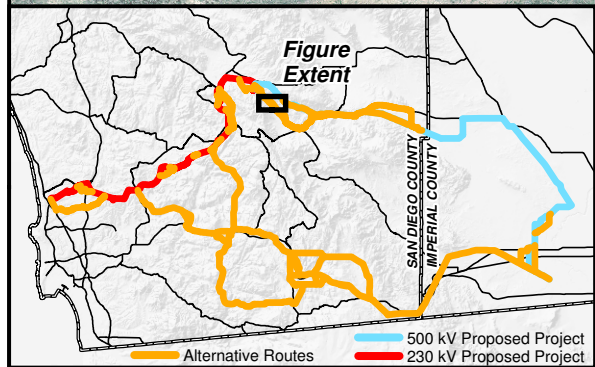 Figure
Extent
SAN DIEGO COUNTY
IMPERIAL COUNTY
Alternative Routes
500 kV Proposed Project
230 kV Proposed Project